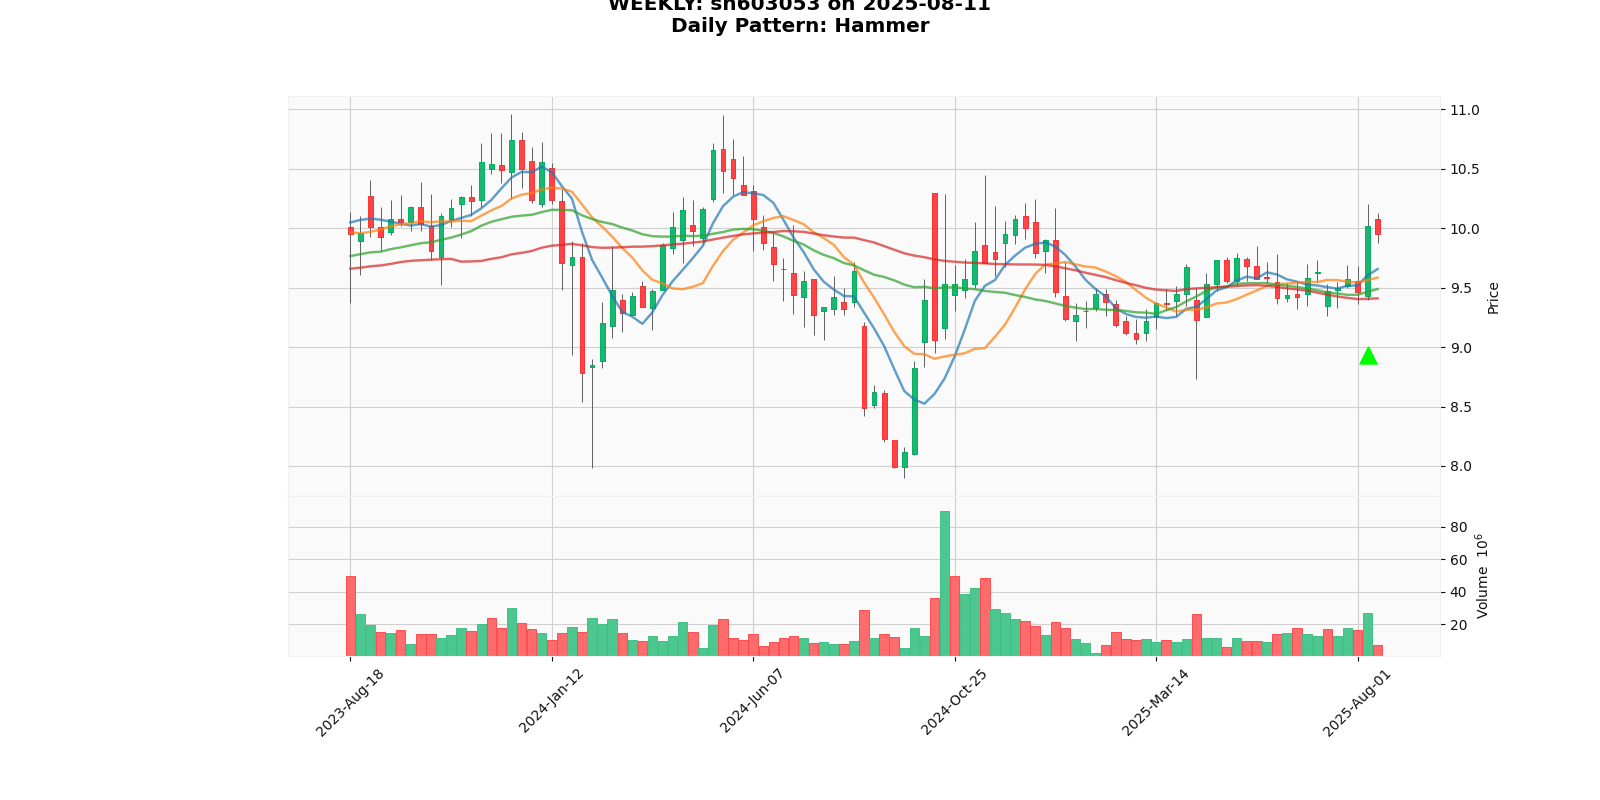 WEEKLY: sh603053 on 2025-08-11
Daily Pattern: Hammer
11.0
10.5
10.0
9.5
9.0
8.5
8.0
Price
80
60
40
20
Volume 10⁶
2023-Aug-18
2024-Jan-12
2024-Jun-07
2024-Oct-25
2025-Mar-14
2025-Aug-01